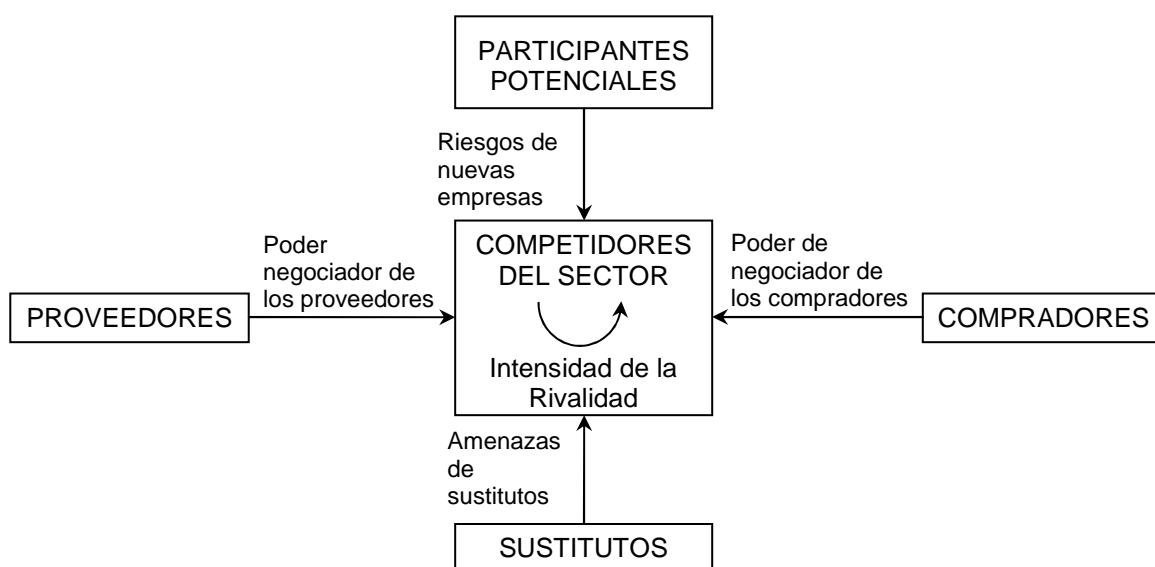 PARTICIPANTES
POTENCIALES
Riesgos de
nuevas
empresas
Poder
negociador de
los proveedores
COMPETIDORES
DEL SECTOR
Poder de
negociador de
los compradores
PROVEEDORES
COMPRADORES
Intensidad de la
Rivalidad
Amenazas
de
sustitutos
SUSTITUTOS